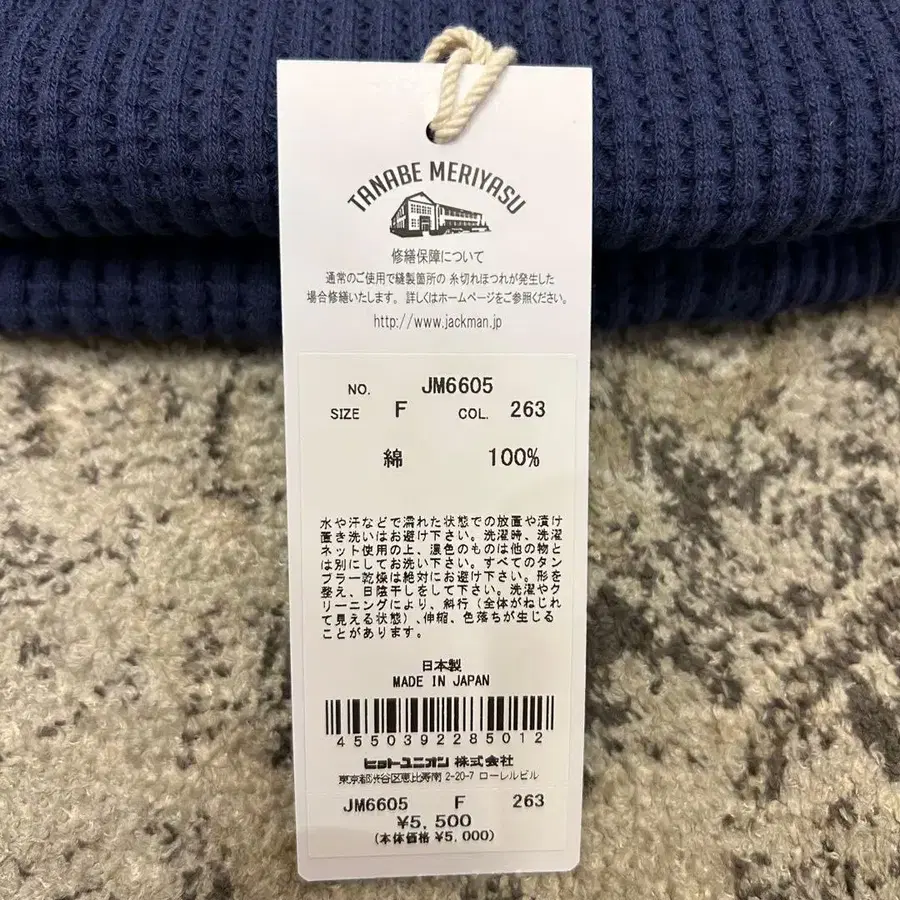 TANABE MERIYASU
修繕保障について
通常のご使用で縫製箇所の 糸切れほつれが発生した
場合修繕いたします。 詳しくはホームページをご参照ください。
http://www.jackman.jp
NO. JM6605
SIZE F COL. 263
綿 100%
水や汗などで濡れた状態での放置や漬け
置き洗いはお避け下さい。洗濯時、洗濯
ネット使用の上、濃色のものは他の物と
は別にしてお洗い下さい。すべてのタン
ブラー乾燥は絶対にお避け下さい。形を
整え、日陰干しをして下さい。洗濯やク
リーニングにより、斜行（全体がねじれ
て見える状態）、伸縮、色落ちが生じる
ことがあります。
日本製
MADE IN JAPAN
4550392285012
ヒットユニオン 株式会社
東京都渋谷区恵比寿南 2-20-7 ローレルビル
JM6605 F 263
¥5,500
(本体価格 ¥5,000)